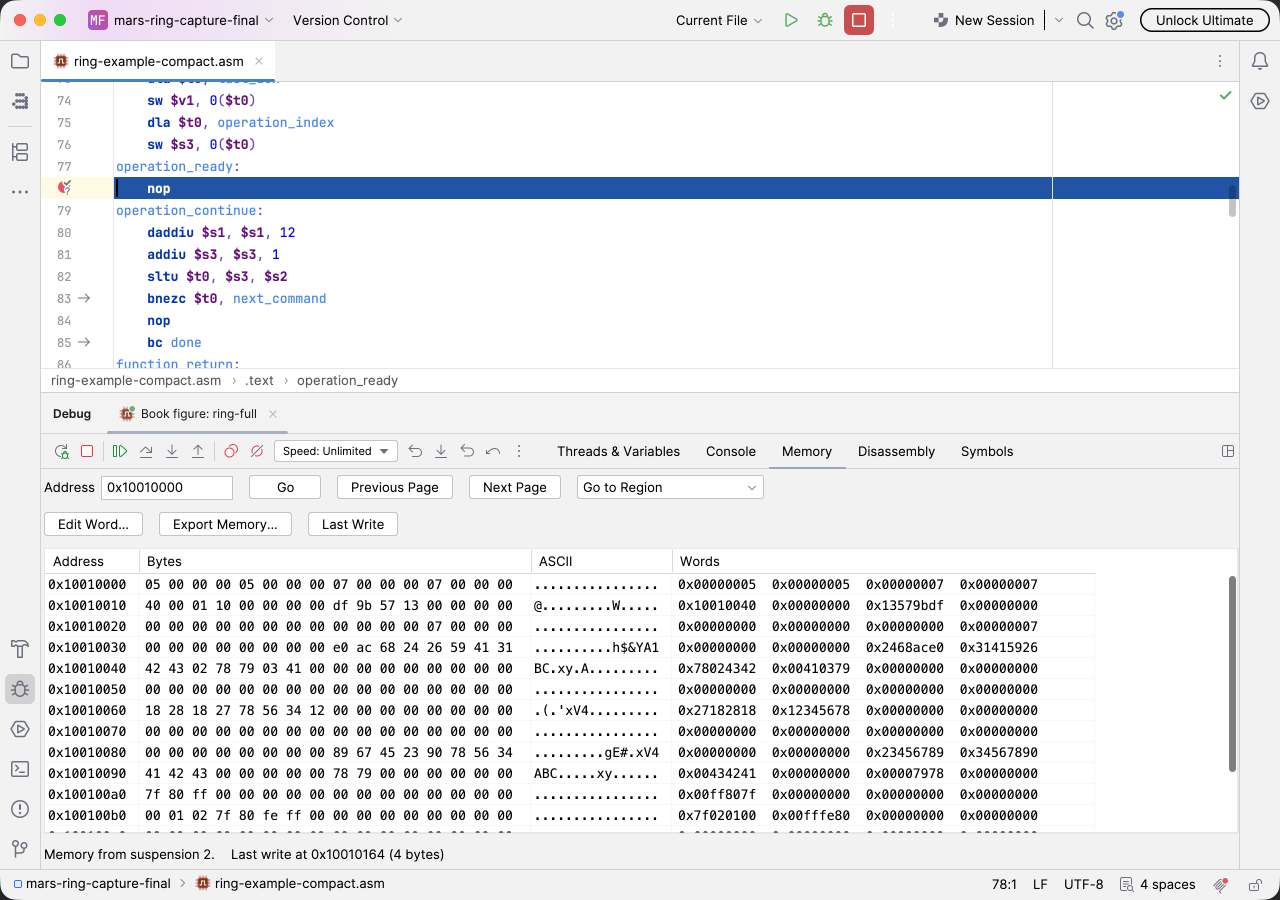 MF mars-ring-capture-final Version Control Current File New Session Unlock Ultimate
ring-example-compact.asm
74 sw $v1, 0($t0)
75 dla $t0, operation_index
76 sw $s3, 0($t0)
77 operation_ready:
nop
79 operation_continue:
80 daddiu $s1, $s1, 12
81 addiu $s3, $s3, 1
82 sltu $t0, $s3, $s2
83 bnezc $t0, next_command
84 nop
85 bc done
86 function_return:
ring-example-compact.asm › .text › operation_ready
Debug Book figure: ring-full
Speed: Unlimited Threads & Variables Console Memory Disassembly Symbols
Address 0x10010000 Go Previous Page Next Page Go to Region
Edit Word... Export Memory... Last Write
Address Bytes ASCII Words
0x10010000 05 00 00 00 05 00 00 00 07 00 00 00 07 00 00 00 ................ 0x00000005 0x00000005 0x00000007 0x00000007
0x10010010 40 00 01 10 00 00 00 00 df 9b 57 13 00 00 00 00 @.........W..... 0x10010040 0x00000000 0x13579bdf 0x00000000
0x10010020 00 00 00 00 00 00 00 00 00 00 00 00 07 00 00 00 ................ 0x00000000 0x00000000 0x00000000 0x00000007
0x10010030 00 00 00 00 00 00 00 00 e0 ac 68 24 26 59 41 31 ..........h$&YA1 0x00000000 0x00000000 0x2468ace0 0x31415926
0x10010040 42 43 02 78 79 03 41 00 00 00 00 00 00 00 00 00 BC.xy.A......... 0x78024342 0x00410379 0x00000000 0x00000000
0x10010050 00 00 00 00 00 00 00 00 00 00 00 00 00 00 00 00 ................ 0x00000000 0x00000000 0x00000000 0x00000000
0x10010060 18 28 18 27 78 56 34 12 00 00 00 00 00 00 00 00 .(.'xV4......... 0x27182818 0x12345678 0x00000000 0x00000000
0x10010070 00 00 00 00 00 00 00 00 00 00 00 00 00 00 00 00 ................ 0x00000000 0x00000000 0x00000000 0x00000000
0x10010080 00 00 00 00 00 00 00 00 89 67 45 23 90 78 56 34 .........gE#.xV4 0x00000000 0x00000000 0x23456789 0x34567890
0x10010090 41 42 43 00 00 00 00 00 78 79 00 00 00 00 00 00 ABC.....xy...... 0x00434241 0x00000000 0x00007978 0x00000000
0x100100a0 7f 80 ff 00 00 00 00 00 00 00 00 00 00 00 00 00 ................ 0x00ff807f 0x00000000 0x00000000 0x00000000
0x100100b0 00 01 02 7f 80 fe ff 00 00 00 00 00 00 00 00 00 ................ 0x7f020100 0x00fffe80 0x00000000 0x00000000
Memory from suspension 2. Last write at 0x10010164 (4 bytes)
mars-ring-capture-final › ring-example-compact.asm 78:1 LF UTF-8 4 spaces